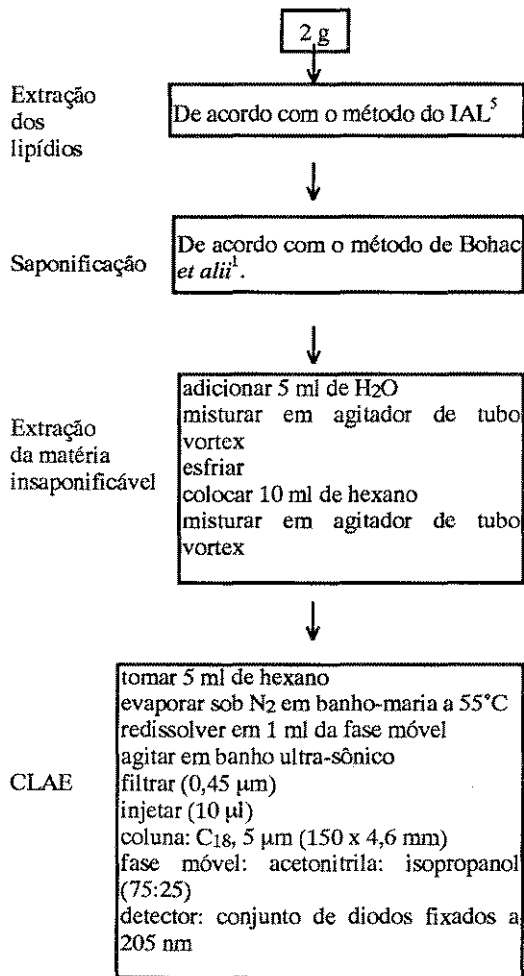 2 g
Extração
dos
lipídios
De acordo com o método do IAL⁵
Saponificação
De acordo com o método de Bohac
et alii¹.
Extração
da matéria
insaponificável
adicionar 5 ml de H₂O
misturar em agitador de tubo
vortex
esfriar
colocar 10 ml de hexano
misturar em agitador de tubo
vortex
CLAE
tomar 5 ml de hexano
evaporar sob N₂ em banho-maria a 55°C
redissolver em 1 ml da fase móvel
agitar em banho ultra-sônico
filtrar (0,45 µm)
injetar (10 µl)
coluna: C₁₈, 5 µm (150 x 4,6 mm)
fase móvel: acetonitrila: isopropanol
(75:25)
detector: conjunto de diodos fixados a
205 nm